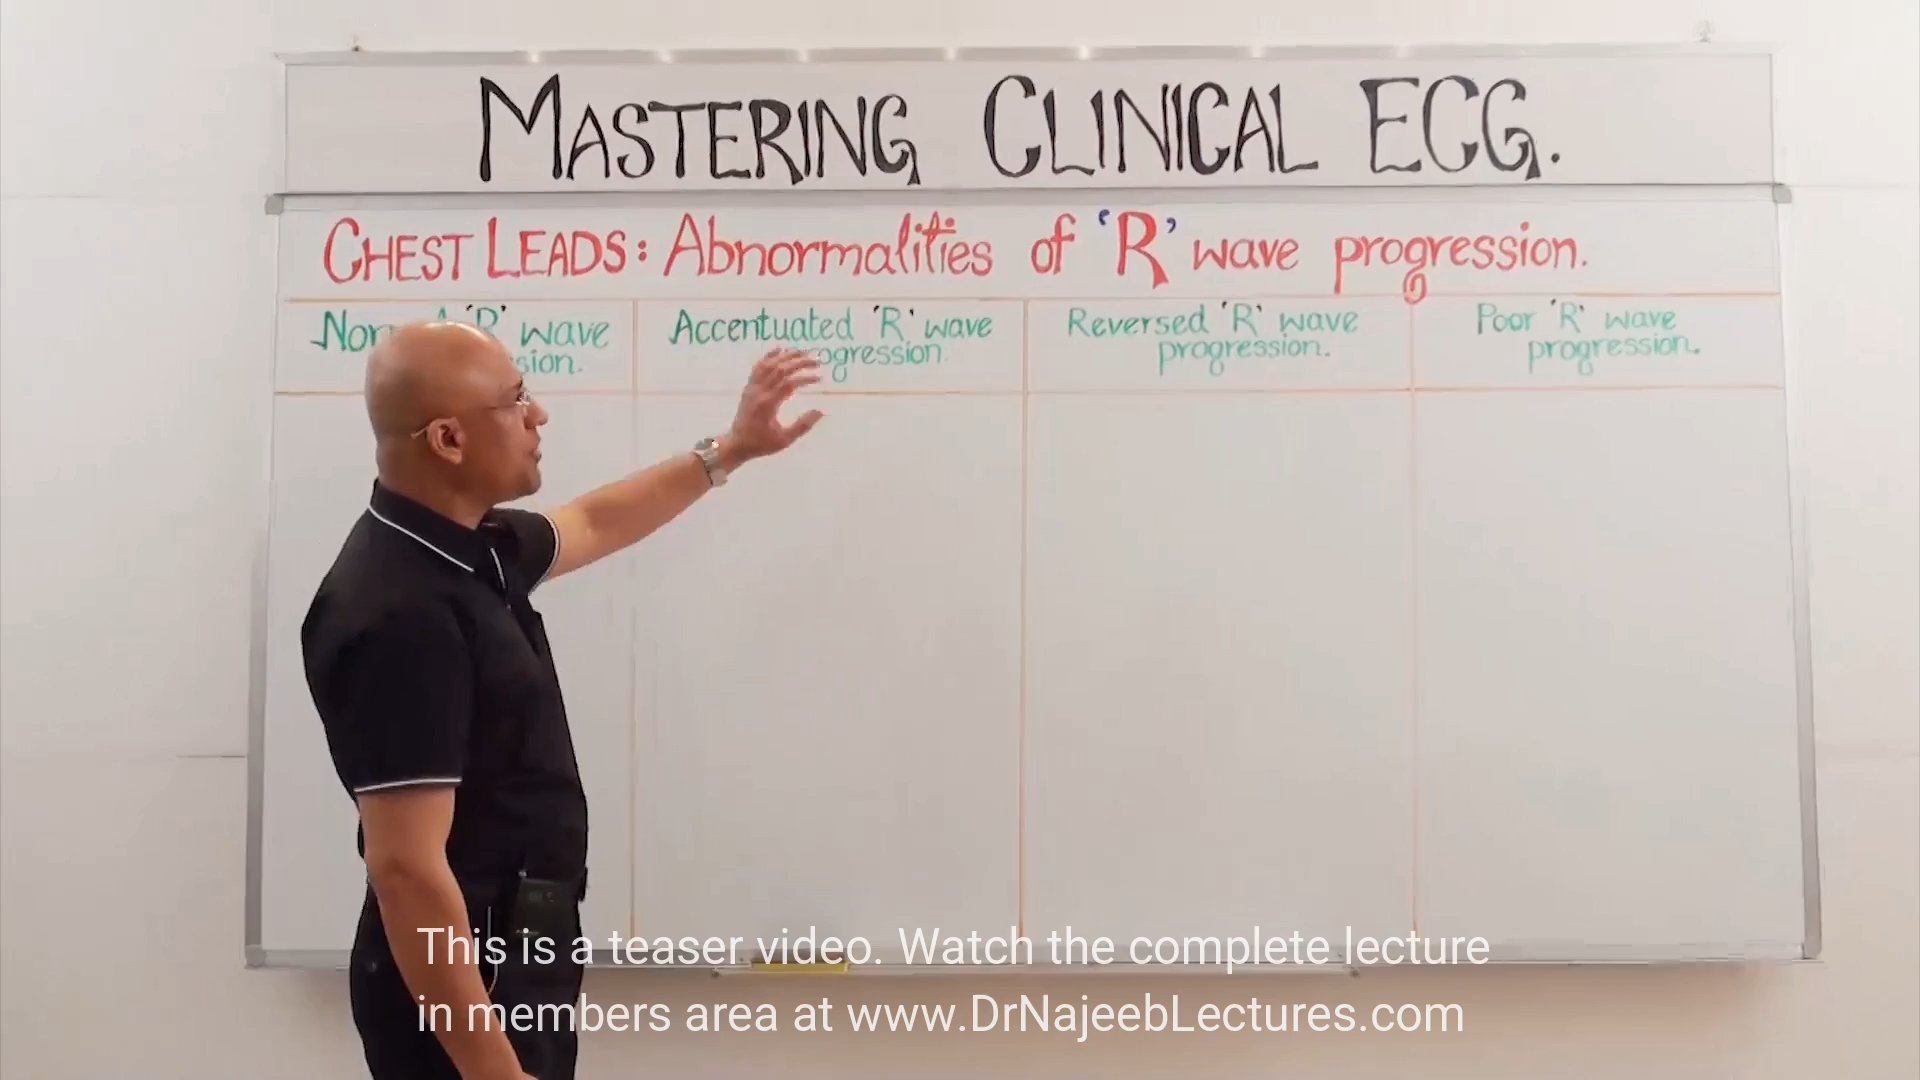 MASTERING CLINICAL ECG.
CHEST LEADS: Abnormalities of 'R' wave progression.
'R' wave
Accentuated 'R' wave
Reversed 'R' wave
progression.
Poor 'R' wave
progression.
This is a teaser video. Watch the complete lecture
in members area at www.DrNajeebLectures.com